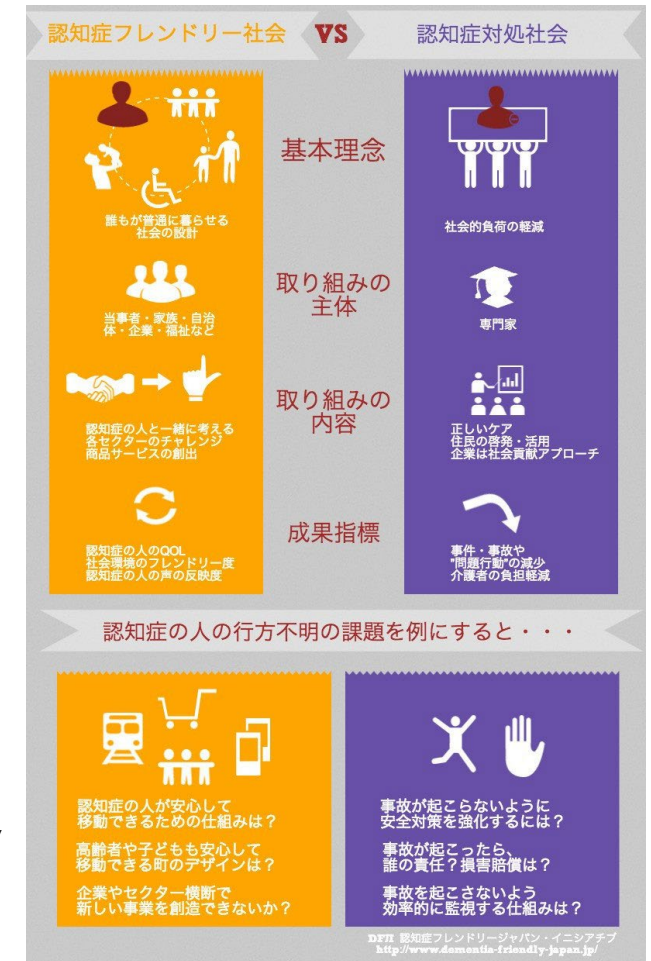 認知症フレンドリー社会
VS
認知症対処社会
基本理念
誰もが普通に暮らせる
社会の設計
社会的負荷の軽減
取り組みの
主体
当事者・家族・自治
体・企業・福祉など
専門家
取り組みの
内容
認知症の人と一緒に考える
各セクターのチャレンジ
商品サービスの創出
正しいケア
住民の啓発・活用
企業は社会貢献アプローチ
成果指標
認知症の人のQOL
社会環境のフレンドリー度
認知症の人の声の反映度
事件・事故や
"問題行動"の減少
介護者の負担軽減
認知症の人の行方不明の課題を例にすると・・・
認知症の人が安心して
移動できるための仕組みは？
高齢者や子どもも安心して
移動できる町のデザインは？
企業やセクター横断で
新しい事業を創造できないか？
事故が起こらないように
安全対策を強化するには？
事故が起こったら、
誰の責任？損害賠償は？
事故を起こさないよう
効率的に監視する仕組みは？
DFJI 認知症フレンドリージャパン・イニシアチブ
http://www.dementia-friendly-japan.jp/